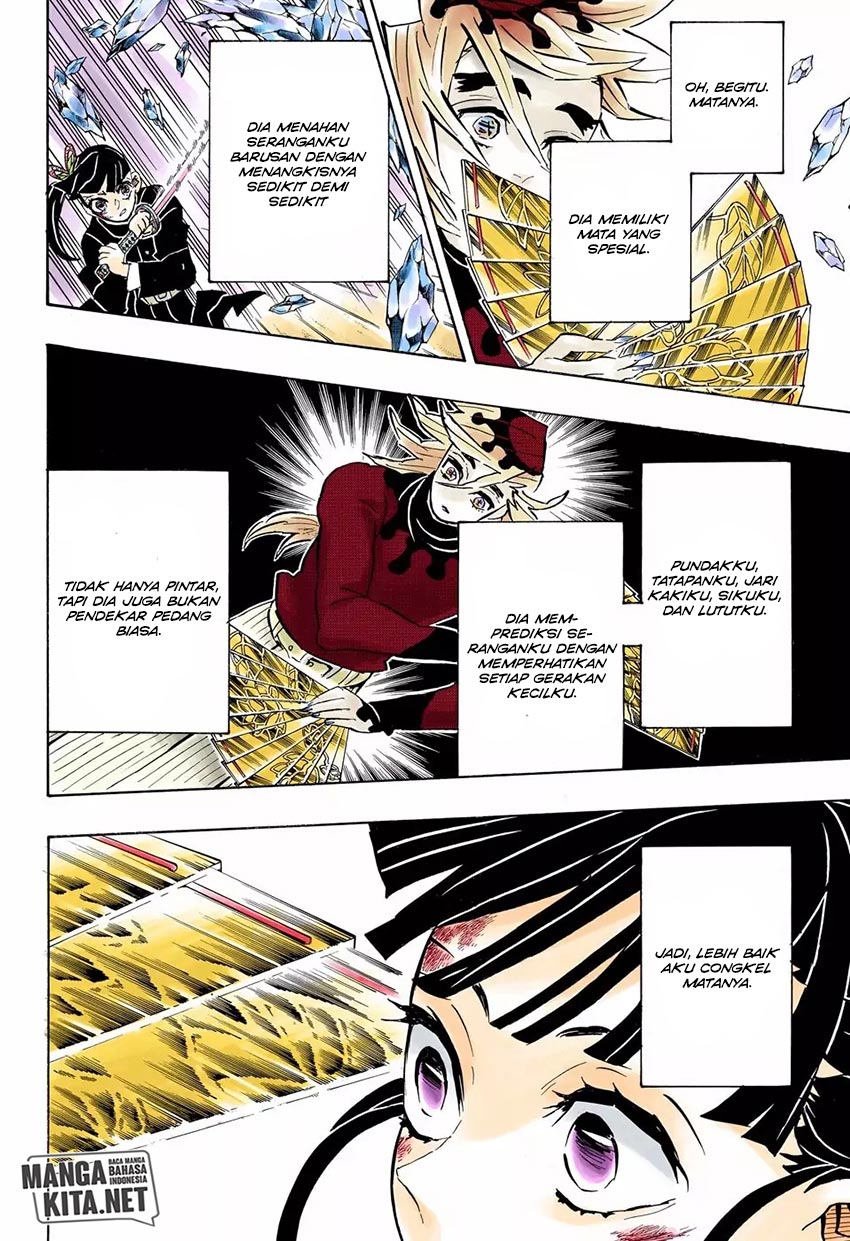 OH, BEGITU.
MATANYA.
DIA MEMILIKI
MATA YANG
SPESIAL.
DIA MENAHAN
SERANGANKU
BARUSAN DENGAN
MENANGKISNYA
SEDIKIT DEMI
SEDIKIT
PUNDAKKU,
TATAPANKU, JARI
KAKIKU, SIKUKU,
DAN LUTUTKU.
DIA MEM-
PREDIKSI SE-
RANGANKU DENGAN
MEMPERHATIKAN
SETIAP GERAKAN
KECILKU.
TIDAK HANYA PINTAR,
TAPI DIA JUGA BUKAN
PENDEKAR PEDANG
BIASA.
JADI, LEBIH BAIK
AKU CONGKEL
MATANYA.
MANGA
KITA.NET
BACA MANGA
BAHASA
INDONESIA